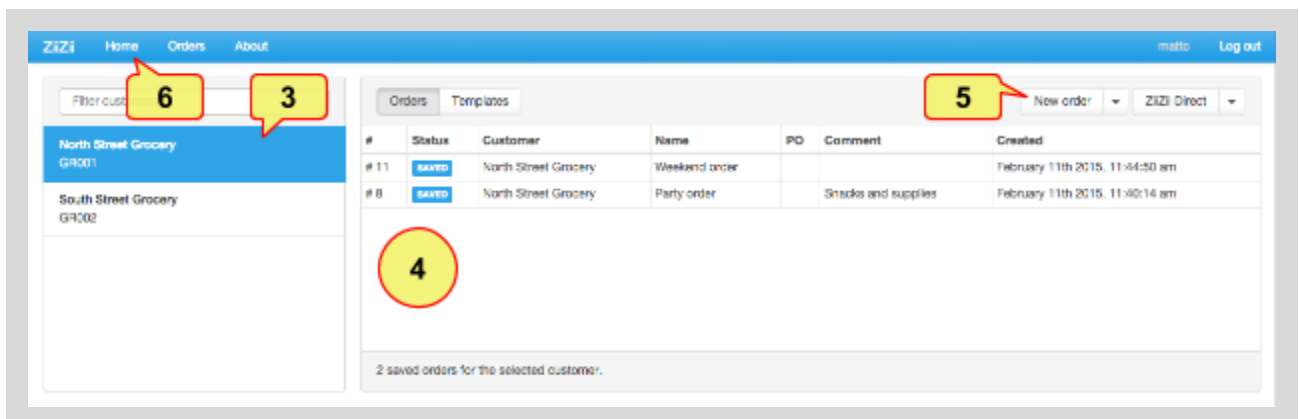 ZiiZii Home Orders About matto Log out
6
3
5
Filter
Orders Templates
New order ZiiZii Direct
North Street Grocery
GR001
South Street Grocery
GR002
# Status Customer Name PO Comment Created
# 11 SAVED North Street Grocery Weekend order February 11th 2015, 11:44:50 am
# 8 SAVED North Street Grocery Party order Snacks and supplies February 11th 2015, 11:40:14 am
4
2 saved orders for the selected customer.